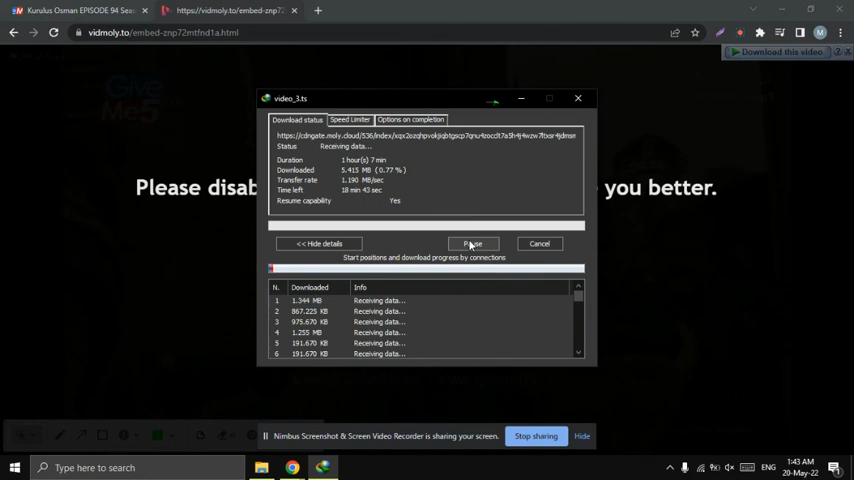 Kurulus Osman EPISODE 94 Seas
https://vidmoly.to/embed-znp72m
vidmoly.to/embed-znp72mtfnd1a.html
M
Download this video
?
Give
Me5
video_3.ts
Download status
Speed Limiter
Options on completion
Status
Receiving data...
Duration
1 hour(s) 7 min
Downloaded
5.415 MB ( 0.77 % )
Transfer rate
1.190 MB/sec
Time left
18 min 43 sec
Resume capability
Yes
Please disab
you better.
<< Hide details
Cancel
Start positions and download progress by connections
N.
Downloaded
Info
1
1.344 MB
Receiving data...
2
867.225 KB
Receiving data...
3
975.670 KB
Receiving data...
4
1.255 MB
Receiving data...
5
191.670 KB
Receiving data...
6
191.670 KB
Receiving data...
Nimbus Screenshot & Screen Video Recorder is sharing your screen.
Stop sharing
Hide
Type here to search
ENG
1:43 AM
20-May-22